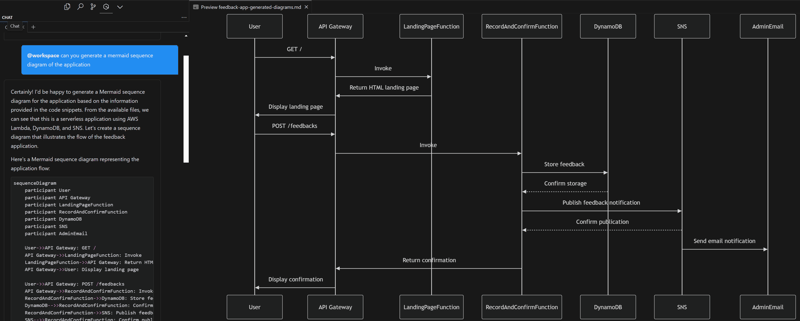 CHAT
Chat
@workspace can you generate a mermaid sequence
diagram of the application
Certainly! I'd be happy to generate a Mermaid sequence
diagram for the application based on the information
provided in the code snippets. From the available files, we
can see that this is a serverless application using AWS
Lambda, DynamoDB, and SNS. Let's create a sequence
diagram that illustrates the flow of the feedback
application.
Here's a Mermaid sequence diagram representing the
application flow:
sequenceDiagram
participant User
participant API Gateway
participant LandingPageFunction
participant RecordAndConfirmFunction
participant DynamoDB
participant SNS
participant AdminEmail
User->>API Gateway: GET /
API Gateway->>LandingPageFunction: Invoke
LandingPageFunction->>API Gateway: Return HTM
API Gateway->>User: Display landing page
User->>API Gateway: POST /feedbacks
API Gateway->>RecordAndConfirmFunction: Invok
RecordAndConfirmFunction->>DynamoDB: Store fe
DynamoDB-->>RecordAndConfirmFunction: Confirm
RecordAndConfirmFunction->>SNS: Publish feedb
SNS-->>RecordAndConfirmFunction: Confirm publ
Preview feedback-app-generated-diagrams.md
User
API Gateway
LandingPageFunction
RecordAndConfirmFunction
DynamoDB
SNS
AdminEmail
GET /
Invoke
Return HTML landing page
Display landing page
POST /feedbacks
Invoke
Store feedback
Confirm storage
Publish feedback notification
Confirm publication
Send email notification
Return confirmation
Display confirmation
User
API Gateway
LandingPageFunction
RecordAndConfirmFunction
DynamoDB
SNS
AdminEmail